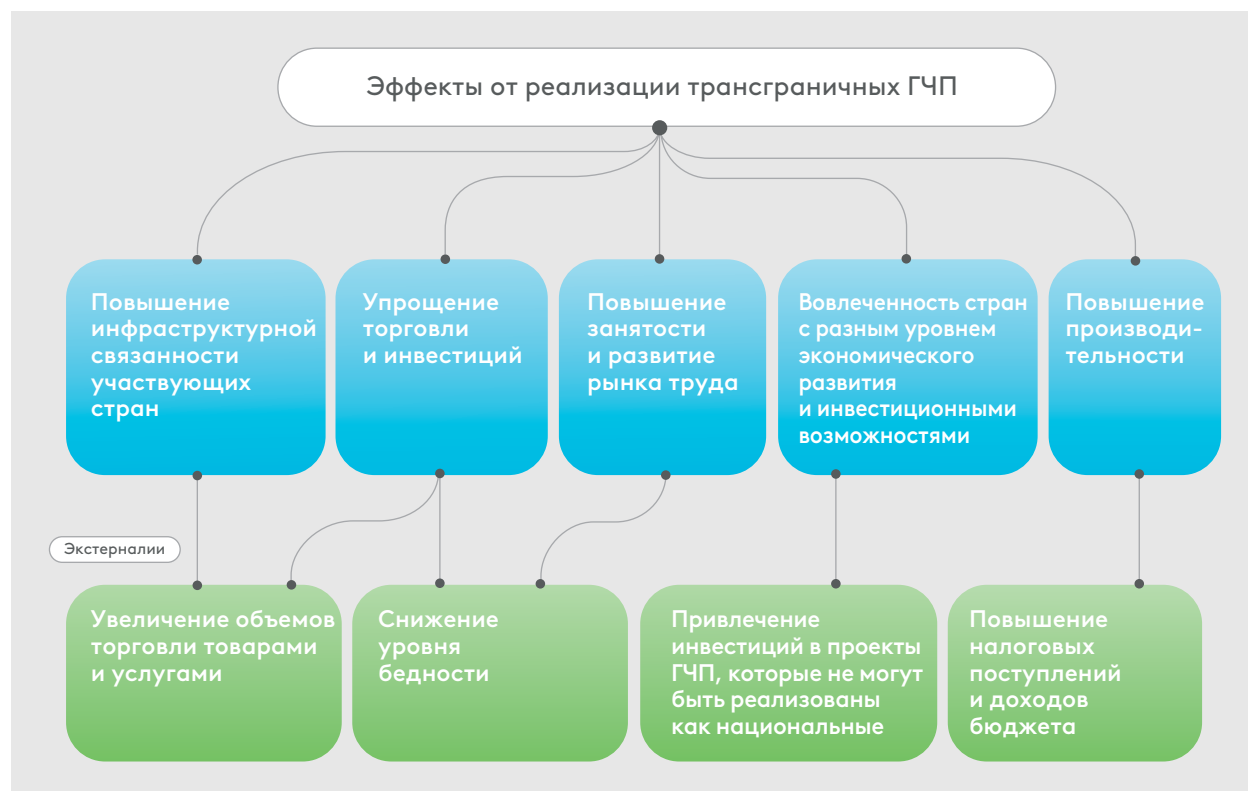 Эффекты от реализации трансграничных ГЧП
Повышение
инфраструктурной
связанности
участвующих
стран
Упрощение
торговли
и инвестиций
Повышение
занятости
и развитие
рынка труда
Вовлеченность стран
с разным уровнем
экономического
развития
и инвестиционными
возможностями
Повышение
производи-
тельности
Экстерналии
Увеличение объемов
торговли товарами
и услугами
Снижение
уровня
бедности
Привлечение
инвестиций в проекты
ГЧП, которые не могут
быть реализованы
как национальные
Повышение
налоговых
поступлений
и доходов
бюджета